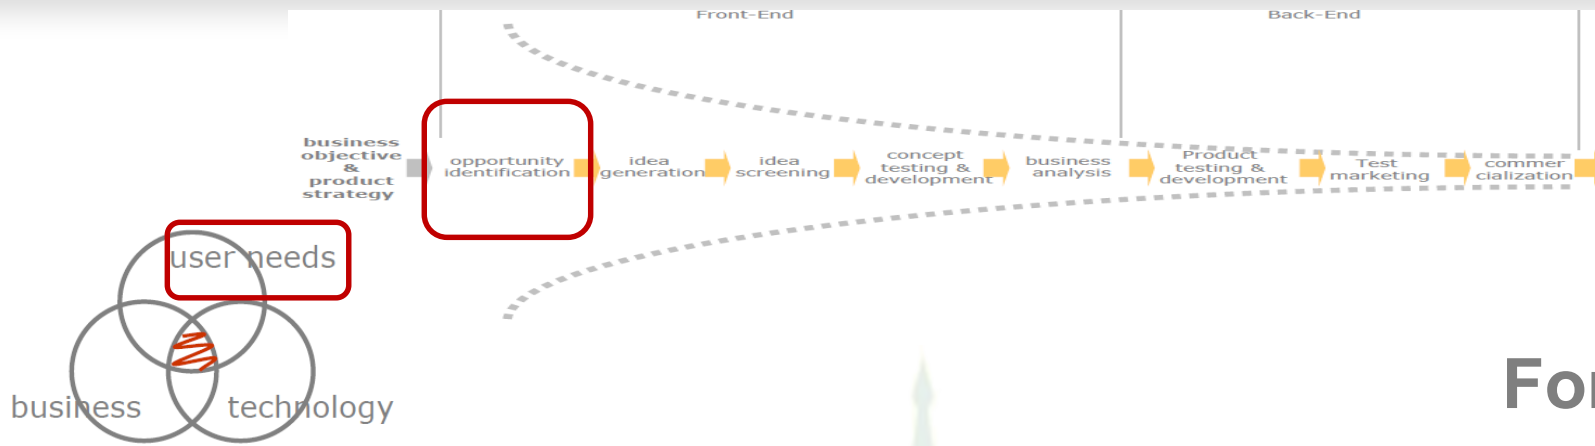 Front-End
Back-End
business
objective
&
product
strategy
opportunity
identification
idea
generation
idea
screening
concept
testing &
development
business
analysis
Product
testing &
development
Test
marketing
commer
cialization
user needs
business
technology